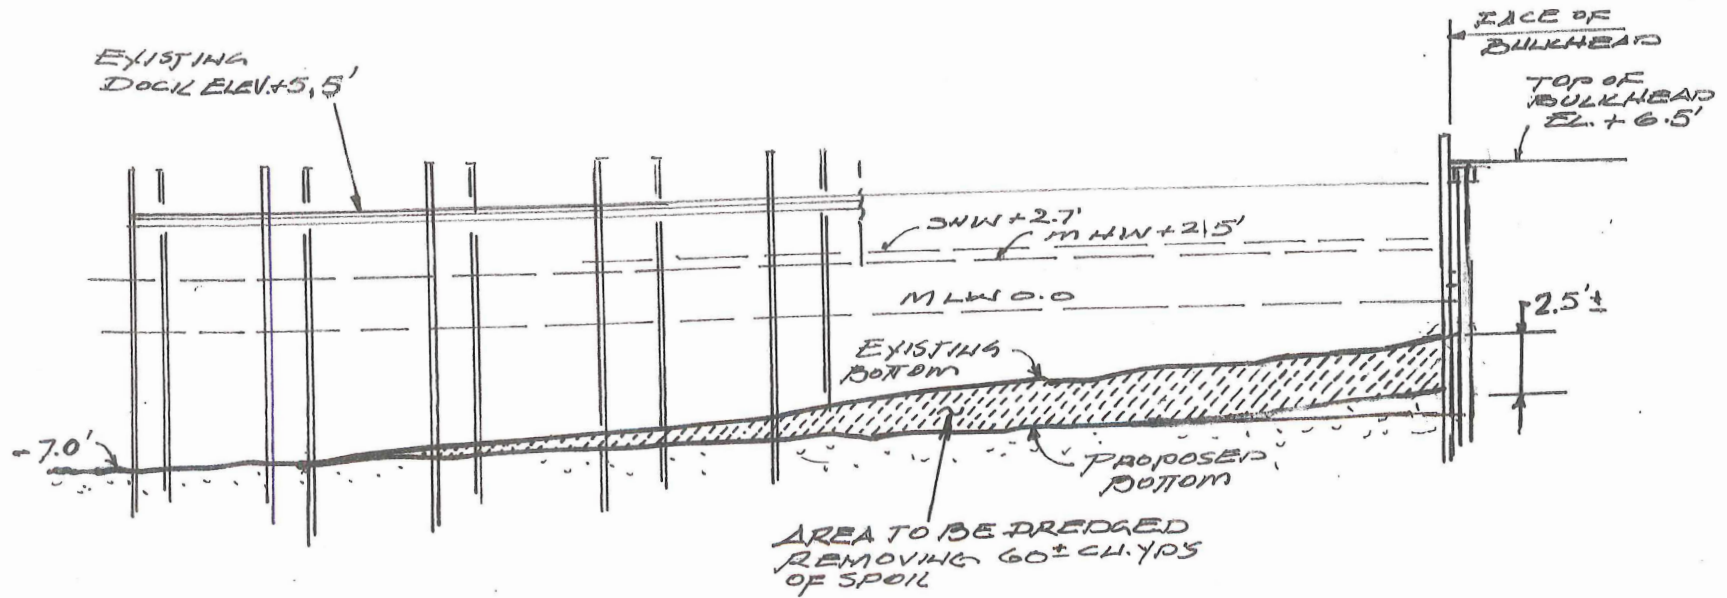 EXISTING
DOCK ELEV.+5.5'
FACE OF
BULKHEAD
TOP OF
BULKHEAD
EL. + 6.5'
SHW +2.7'
MHW +2.5'
MLW 0.0
2.5'±
EXISTING
BOTTOM
-7.0'
PROPOSED
BOTTOM
AREA TO BE DREDGED
REMOVING 60± CU.YDS
OF SPOIL